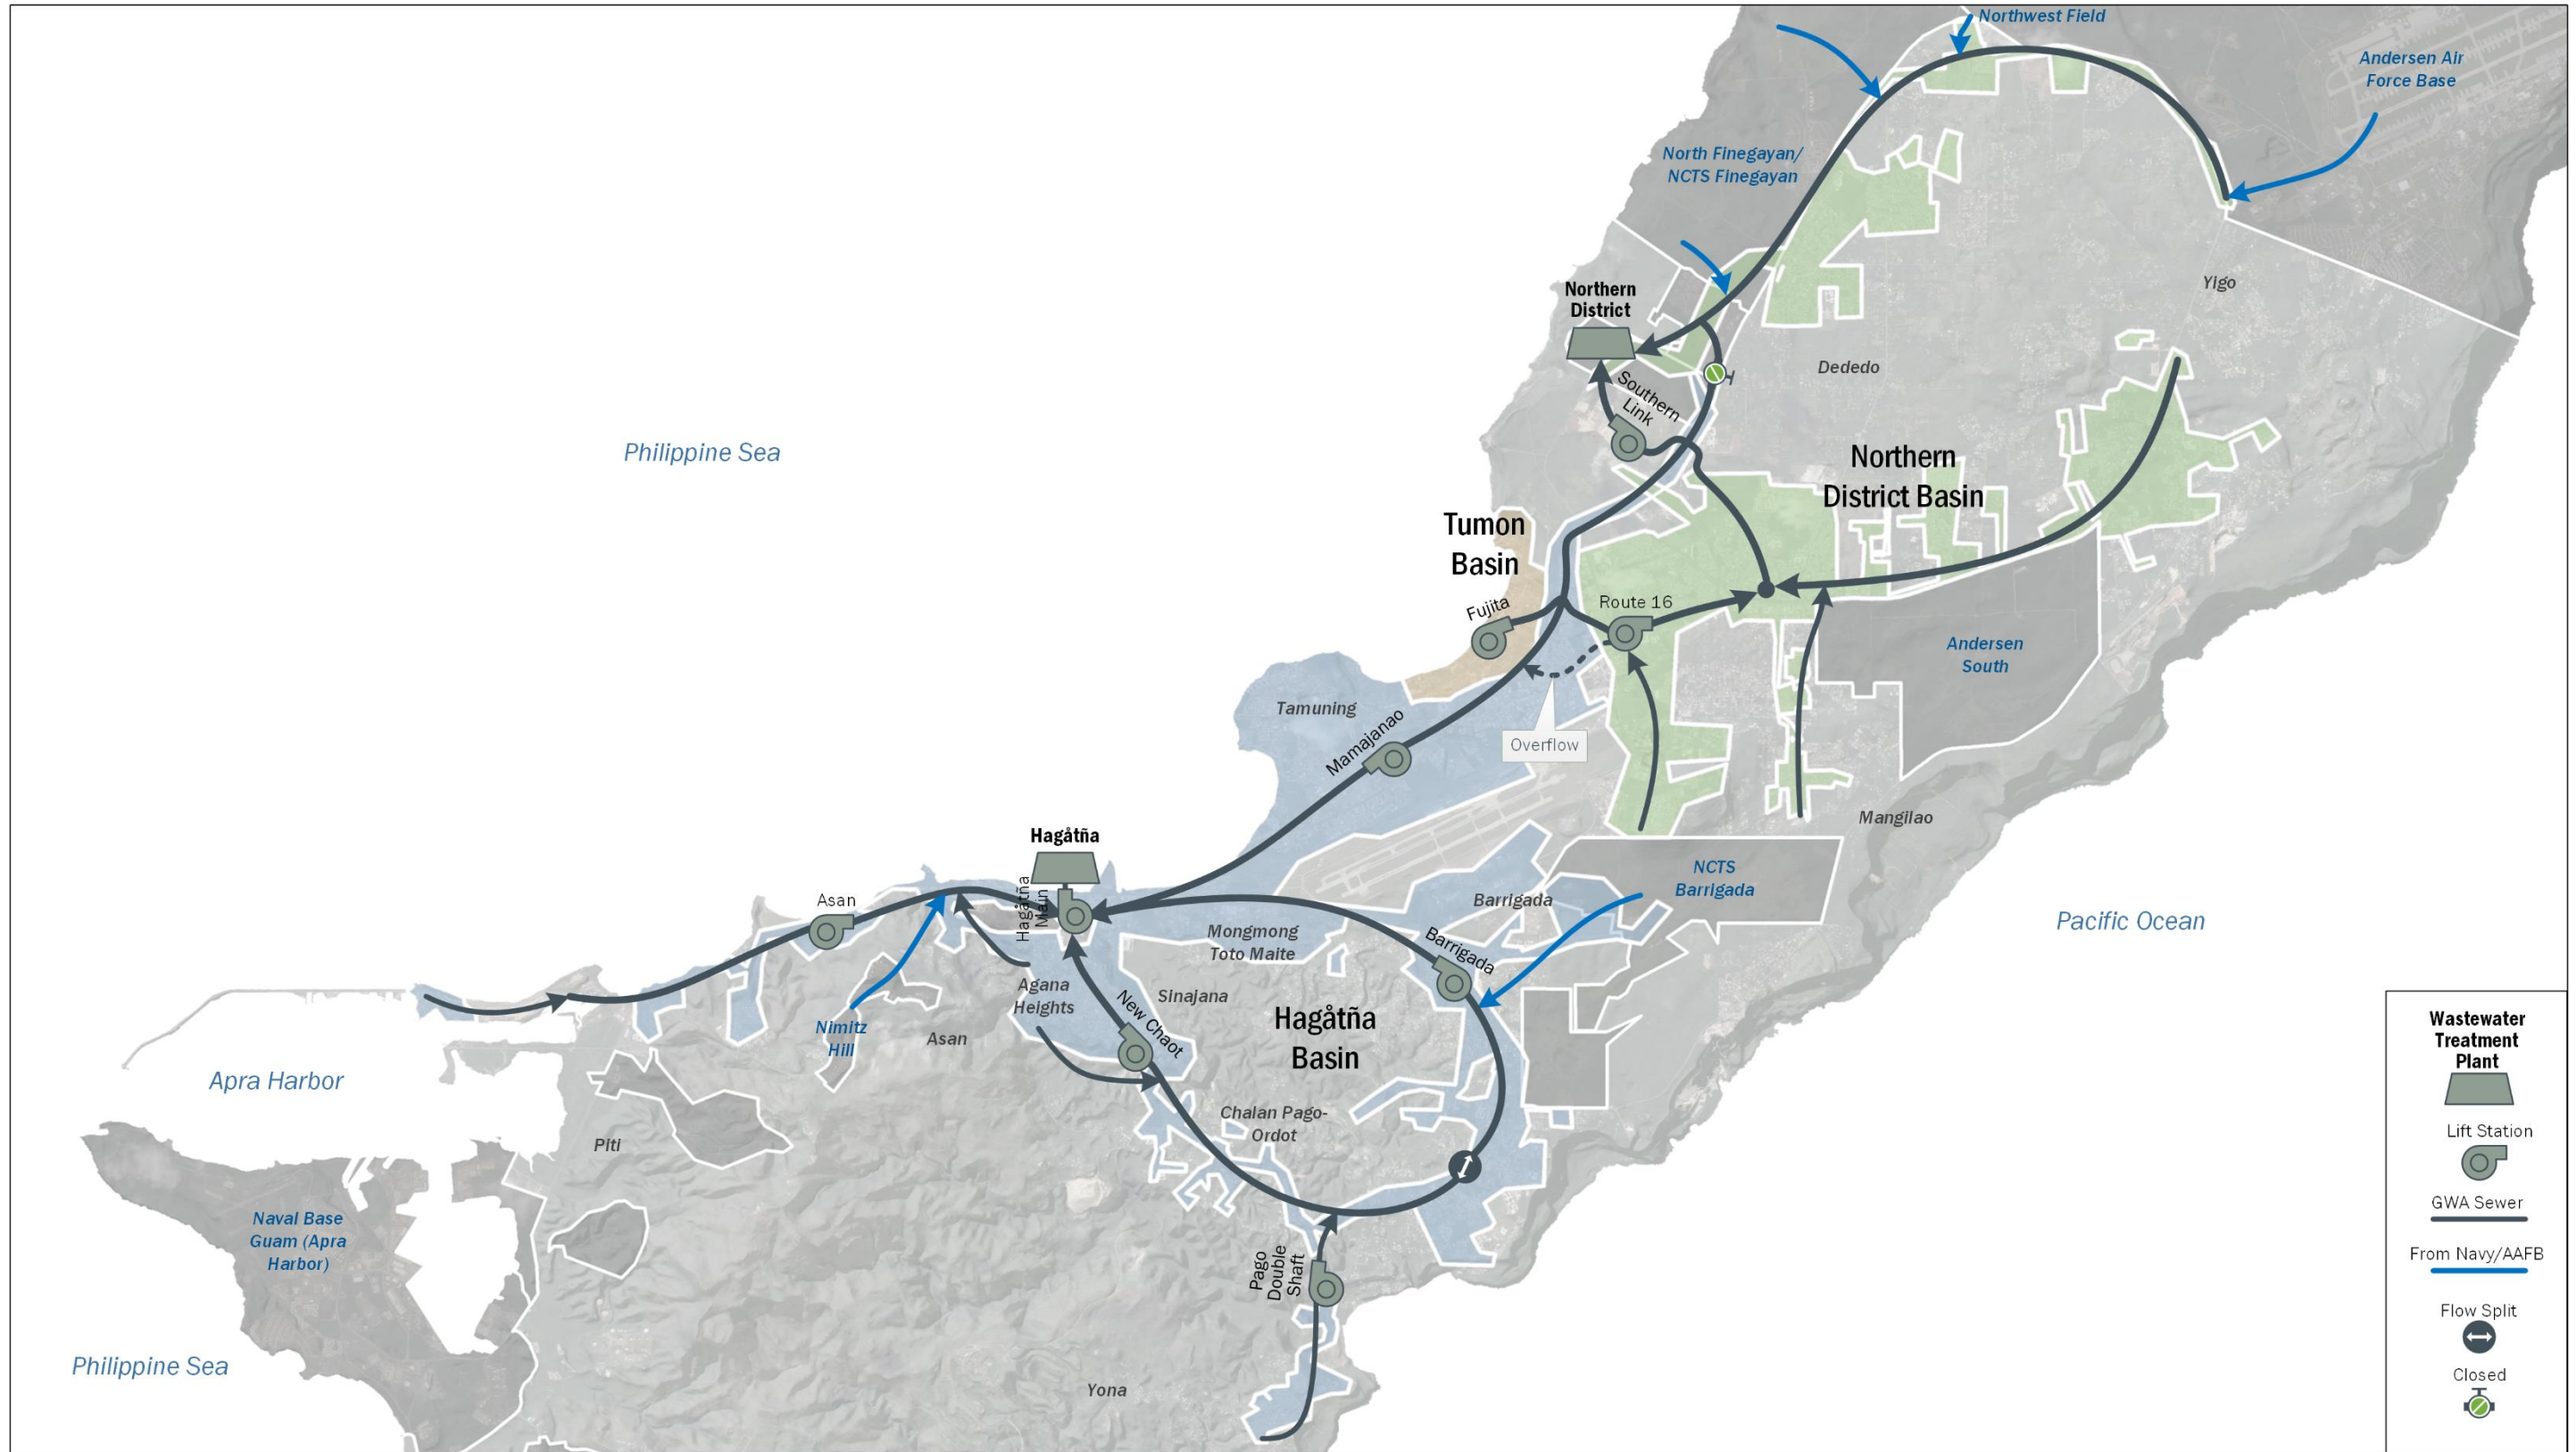 Northwest Field
Andersen Air
Force Base
North Finegayan/
NCTS Finegayan
Northern
District
Yigo
Dededo
Southern
Link
Philippine Sea
Northern
District Basin
Tumon
Basin
Fujita
Route 16
Andersen
South
Tamuning
Mamajanao
Overflow
Mangilao
Hagåtña
Hagåtña
Main
NCTS
Barrigada
Asan
Barrigada
Pacific Ocean
Mongmong
Toto Maite
Barrigada
Agana
Heights
Sinajana
New Chaot
Nimitz
Hill
Asan
Hagåtña
Basin
Apra Harbor
Chalan Pago-
Ordot
Piti
Naval Base
Guam (Apra
Harbor)
Pago
Double
Shaft
Philippine Sea
Yona
Wastewater
Treatment
Plant
Lift Station
GWA Sewer
From Navy/AAFB
Flow Split
Closed